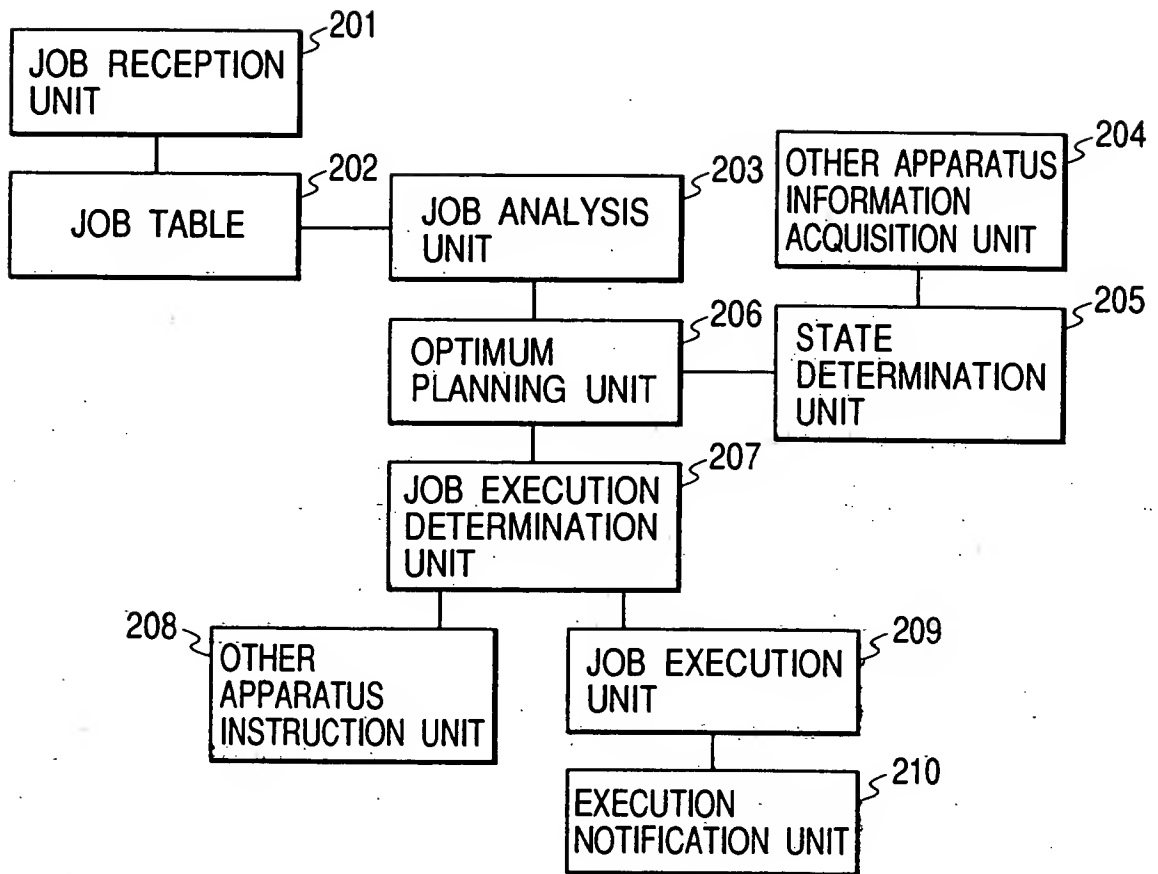 201
JOB RECEPTION
UNIT
202
JOB TABLE
203
JOB ANALYSIS
UNIT
204
OTHER APPARATUS
INFORMATION
ACQUISITION UNIT
206
OPTIMUM
PLANNING UNIT
205
STATE
DETERMINATION
UNIT
207
JOB EXECUTION
DETERMINATION
UNIT
208
OTHER
APPARATUS
INSTRUCTION UNIT
209
JOB EXECUTION
UNIT
210
EXECUTION
NOTIFICATION UNIT